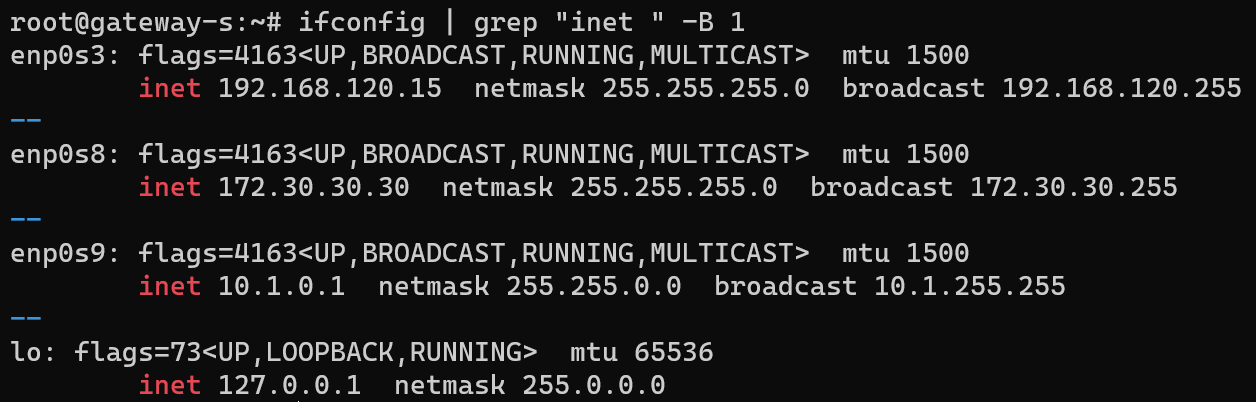 root@gateway-s:~# ifconfig | grep "inet " -B 1
enp0s3: flags=4163<UP,BROADCAST,RUNNING,MULTICAST>  mtu 1500
        inet 192.168.120.15  netmask 255.255.255.0  broadcast 192.168.120.255
--
enp0s8: flags=4163<UP,BROADCAST,RUNNING,MULTICAST>  mtu 1500
        inet 172.30.30.30  netmask 255.255.255.0  broadcast 172.30.30.255
--
enp0s9: flags=4163<UP,BROADCAST,RUNNING,MULTICAST>  mtu 1500
        inet 10.1.0.1  netmask 255.255.0.0  broadcast 10.1.255.255
--
lo: flags=73<UP,LOOPBACK,RUNNING>  mtu 65536
        inet 127.0.0.1  netmask 255.0.0.0